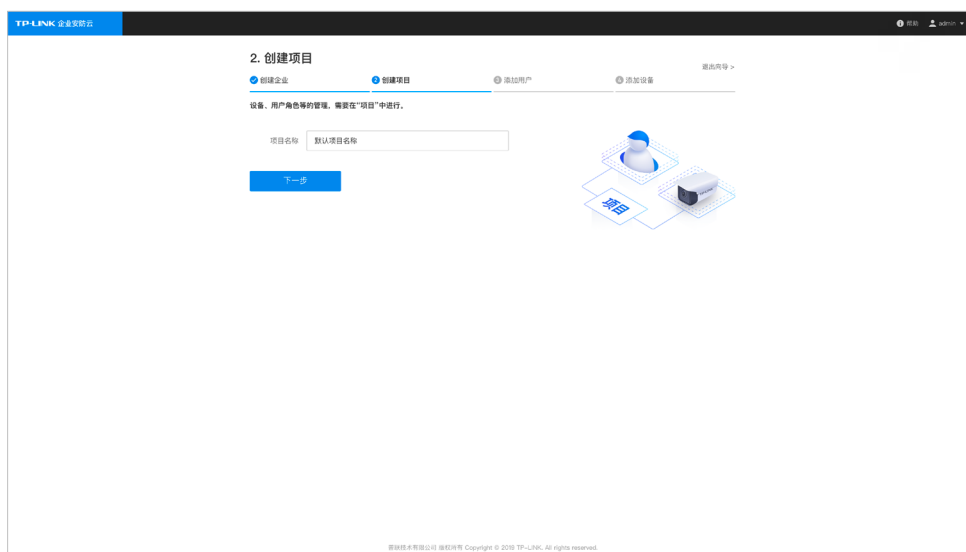 TP-LINK 企业安防云
帮助 admin
2. 创建项目
退出向导 >
创建企业 2 创建项目 3 添加用户 4 添加设备
设备、用户角色等的管理，需要在“项目”中进行。
项目名称 默认项目名称
下一步
项目
TP-LINK
普联技术有限公司 版权所有 Copyright © 2016 TP-LINK. All rights reserved.